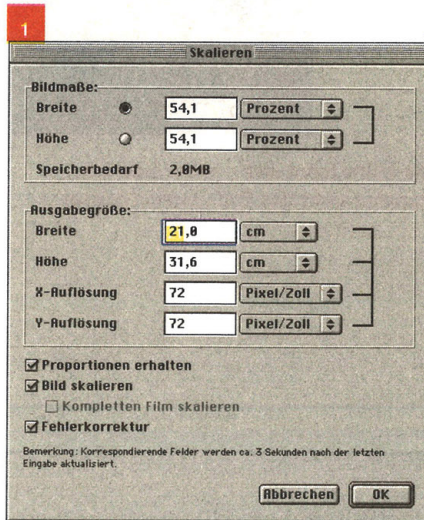 1
Skalieren
Bildmaße:
Breite 54,1 Prozent
Höhe 54,1 Prozent
Speicherbedarf 2,0MB
Ausgabegröße:
Breite 21,0 cm
Höhe 31,6 cm
X-Auflösung 72 Pixel/Zoll
Y-Auflösung 72 Pixel/Zoll
Proportionen erhalten
Bild skalieren
Kompletten Film skalieren
Fehlerkorrektur
Bemerkung: Korrespondierende Felder werden ca. 3 Sekunden nach der letzten
Eingabe aktualisiert.
Abbrechen OK